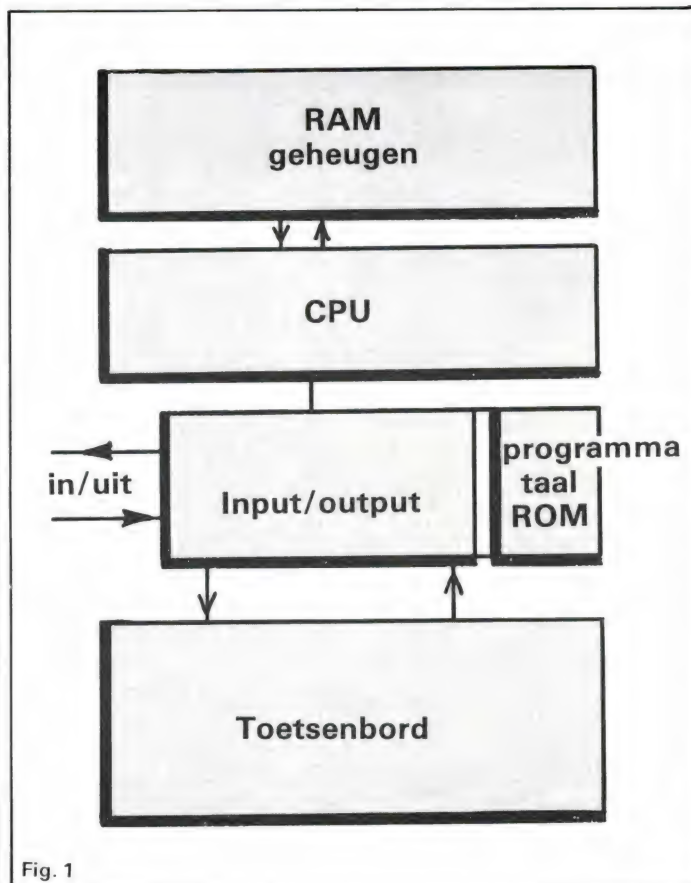 RAM
geheugen
CPU
in/uit
Input/output
programma
taal
ROM
Toetsenbord
Fig. 1